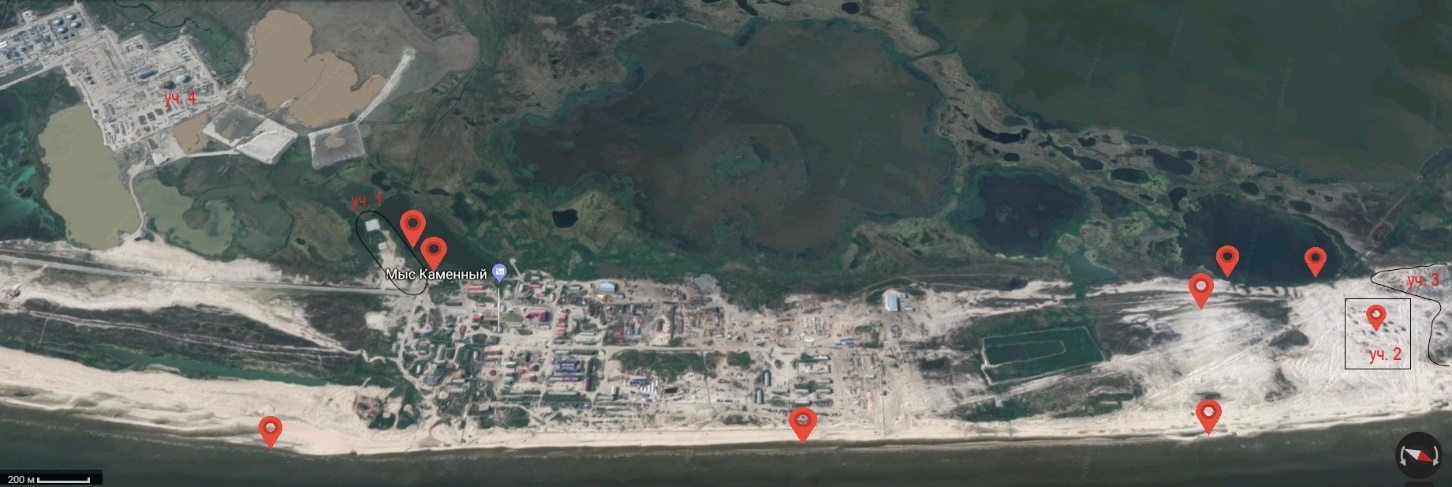 уч. 4
уч. 1
Мыс Каменный
уч. 3
уч. 2
200 м